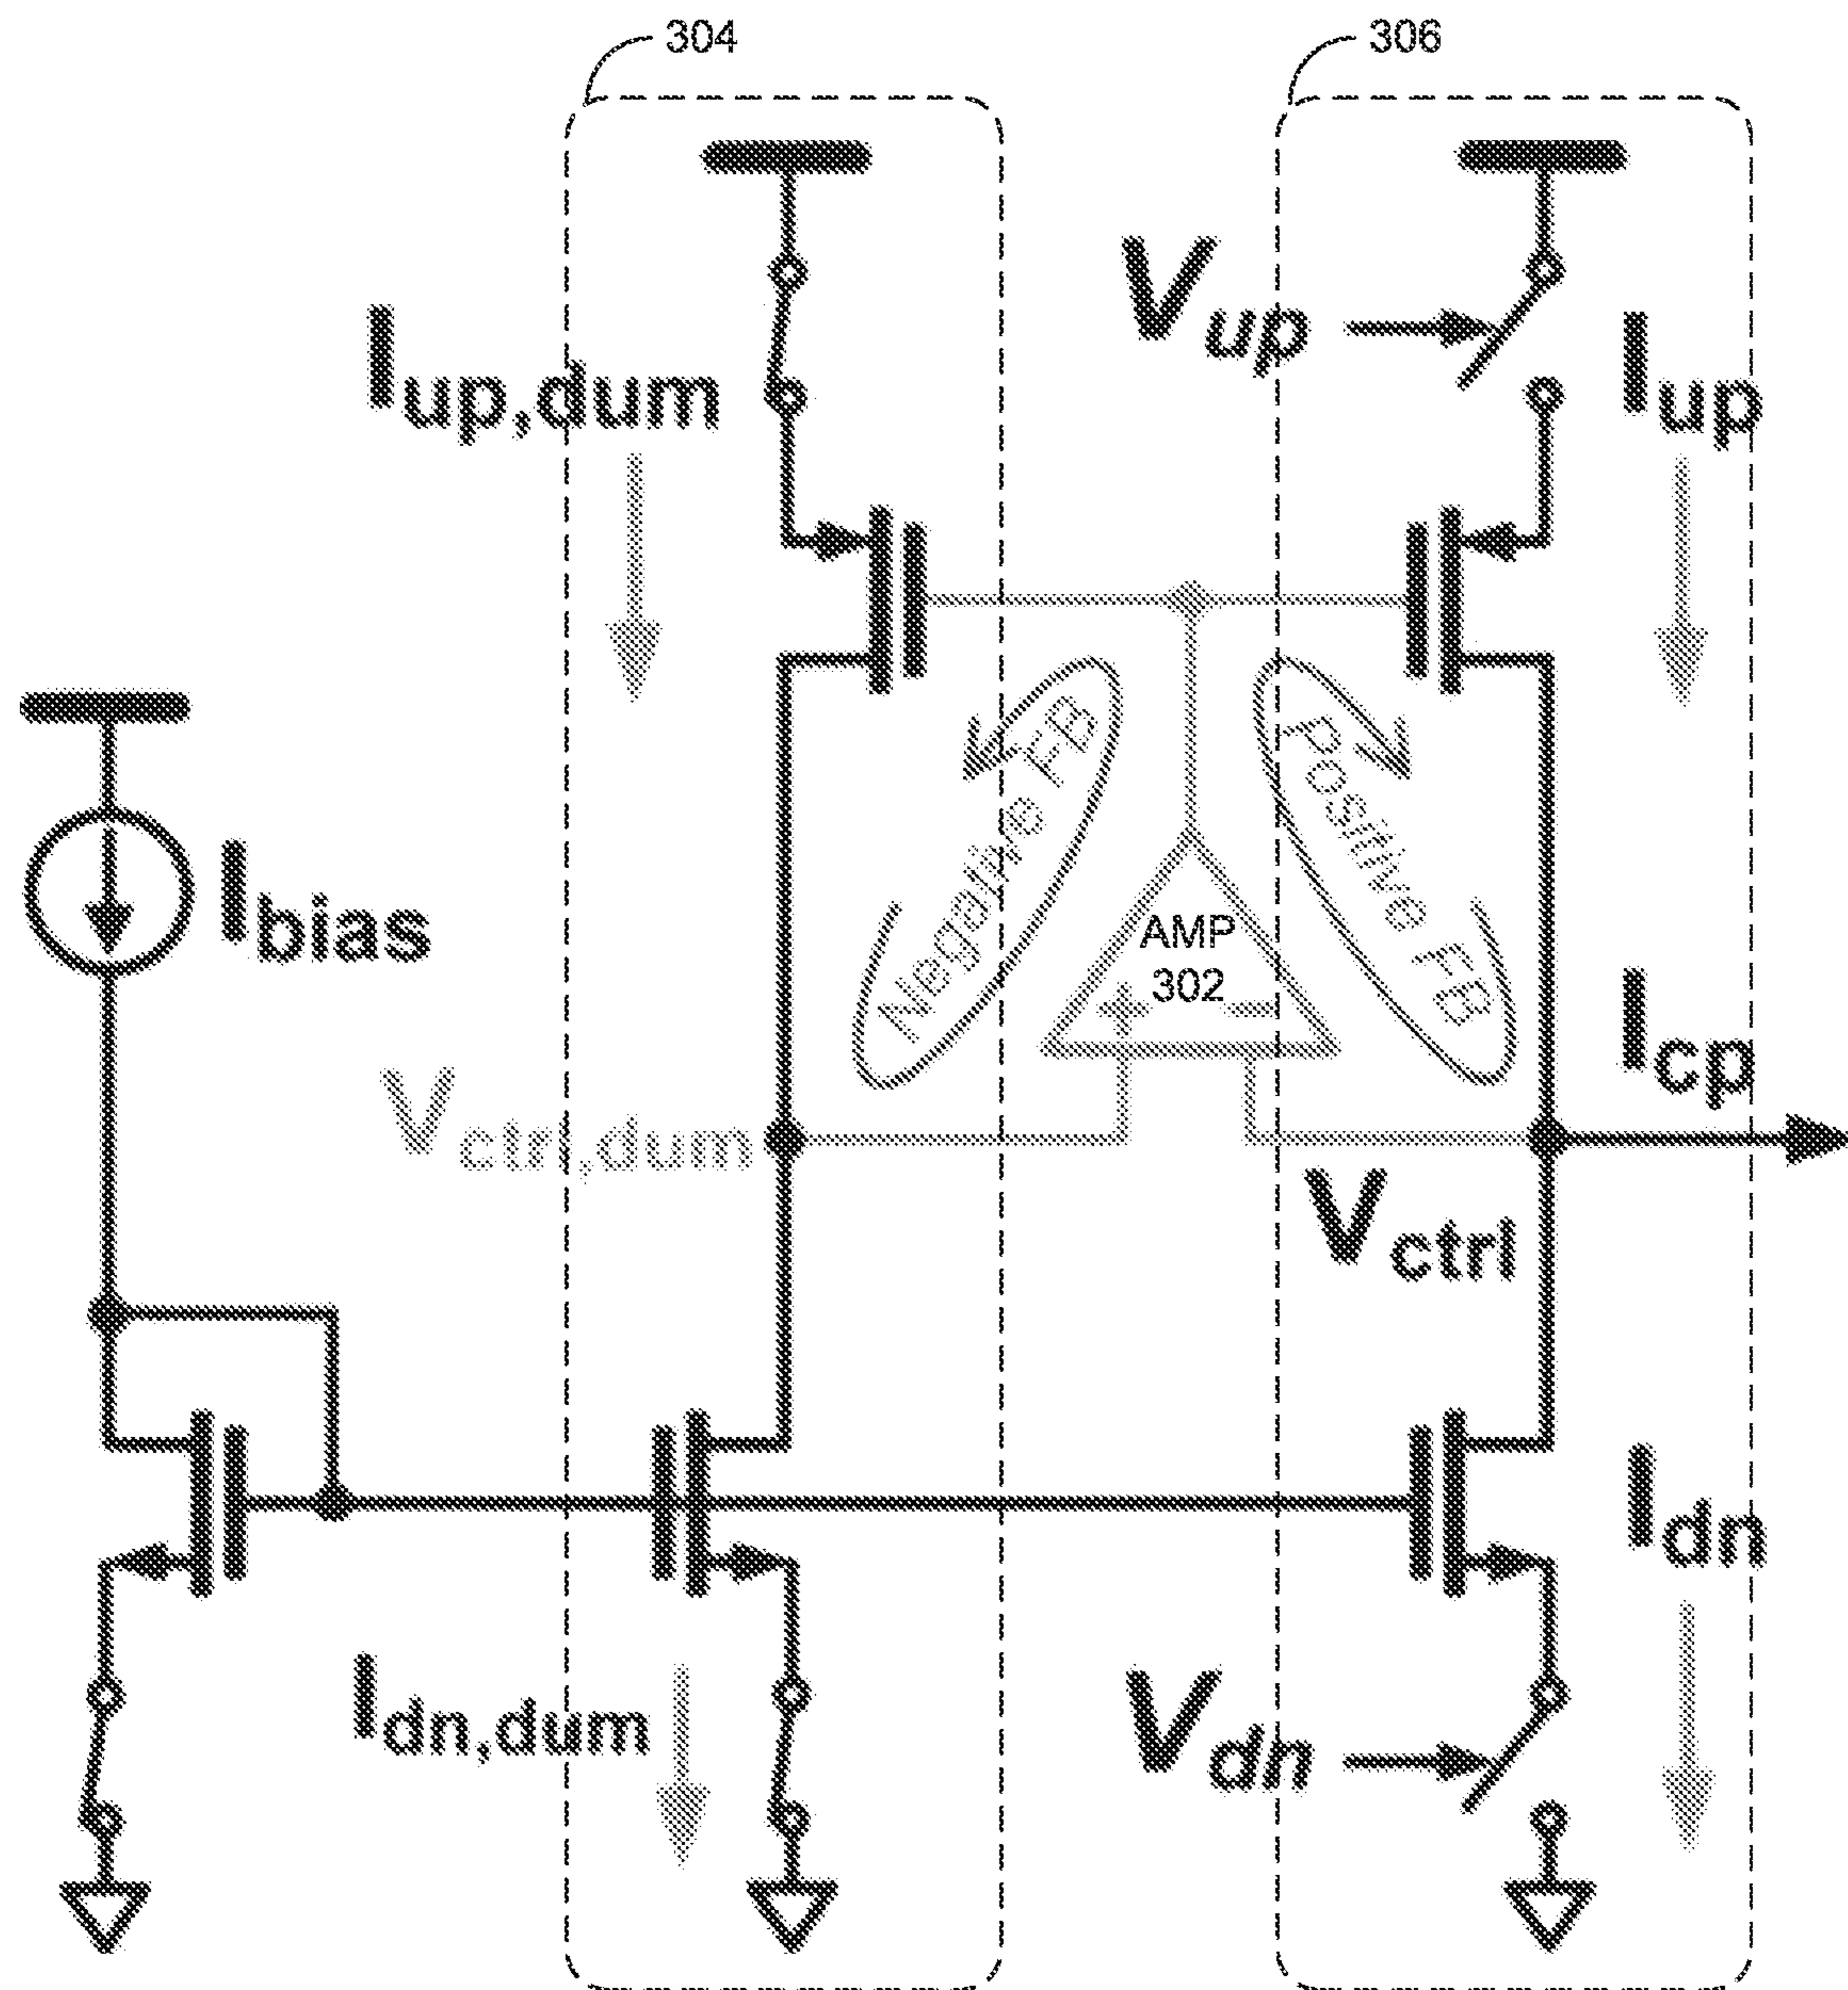 304
306
Vup
Iup,dum
Iup
Negative FB
Positive FB
Ibias
AMP
302
+
−
Icp
Vctrl,dum
Vctrl
Idn
Idn,dum
Vdn